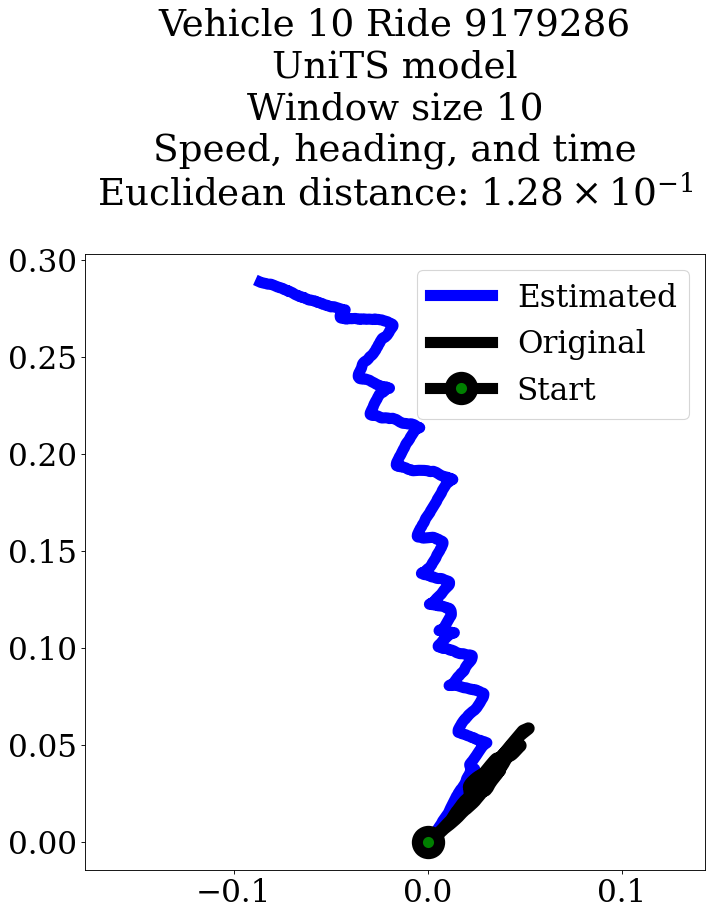 Vehicle 10 Ride 9179286
UniTS model
Window size 10
Speed, heading, and time
Euclidean distance: 1.28 × 10⁻¹
0.30
0.25
0.20
0.15
0.10
0.05
0.00
−0.1
0.0
0.1
Estimated
Original
Start